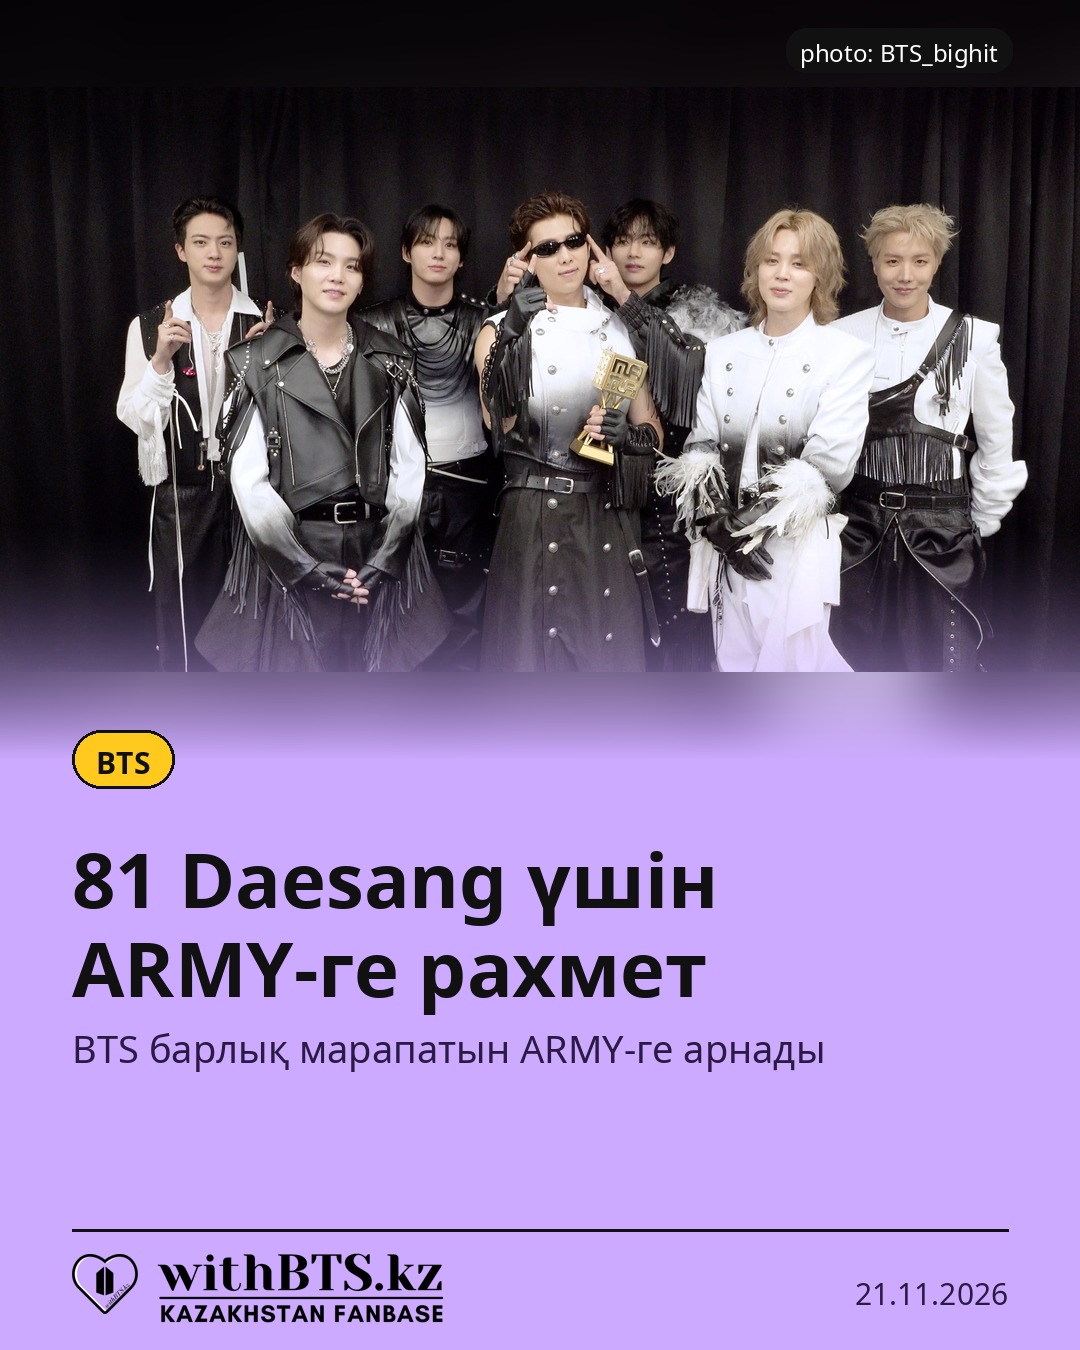 photo: BTS_bighit
BTS
81 Daesang үшін
ARMY-ге рахмет
BTS барлық марапатын ARMY-ге арнады
withBTS.kz
KAZAKHSTAN FANBASE
21.11.2026